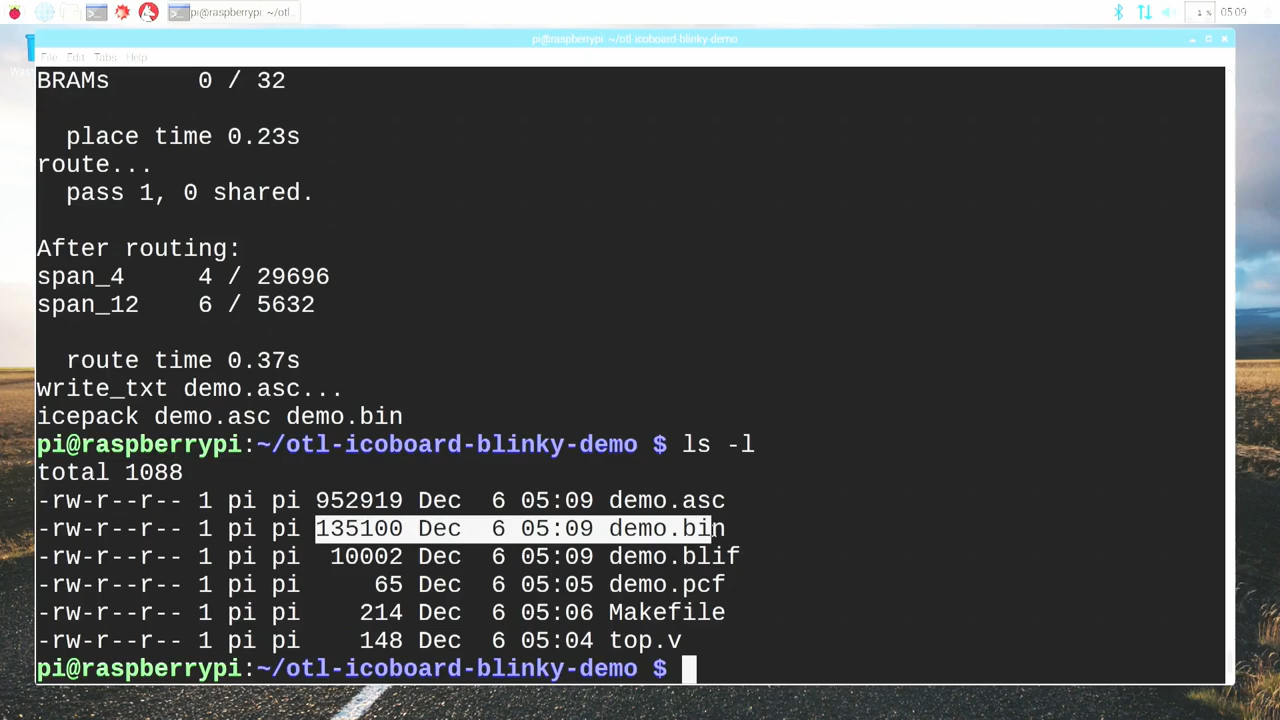 pi@raspberrypi: ~/otl...
1 %
05:09
pi@raspberrypi: ~/otl-icoboard-blinky-demo
File Edit Tabs Help
BRAMs 0 / 32
place time 0.23s
route...
pass 1, 0 shared.
After routing:
span_4 4 / 29696
span_12 6 / 5632
route time 0.37s
write_txt demo.asc...
icepack demo.asc demo.bin
pi@raspberrypi:~/otl-icoboard-blinky-demo $ ls -l
total 1088
-rw-r--r-- 1 pi pi 952919 Dec 6 05:09 demo.asc
-rw-r--r-- 1 pi pi 135100 Dec 6 05:09 demo.bin
-rw-r--r-- 1 pi pi 10002 Dec 6 05:09 demo.blif
-rw-r--r-- 1 pi pi 65 Dec 6 05:05 demo.pcf
-rw-r--r-- 1 pi pi 214 Dec 6 05:06 Makefile
-rw-r--r-- 1 pi pi 148 Dec 6 05:04 top.v
pi@raspberrypi:~/otl-icoboard-blinky-demo $